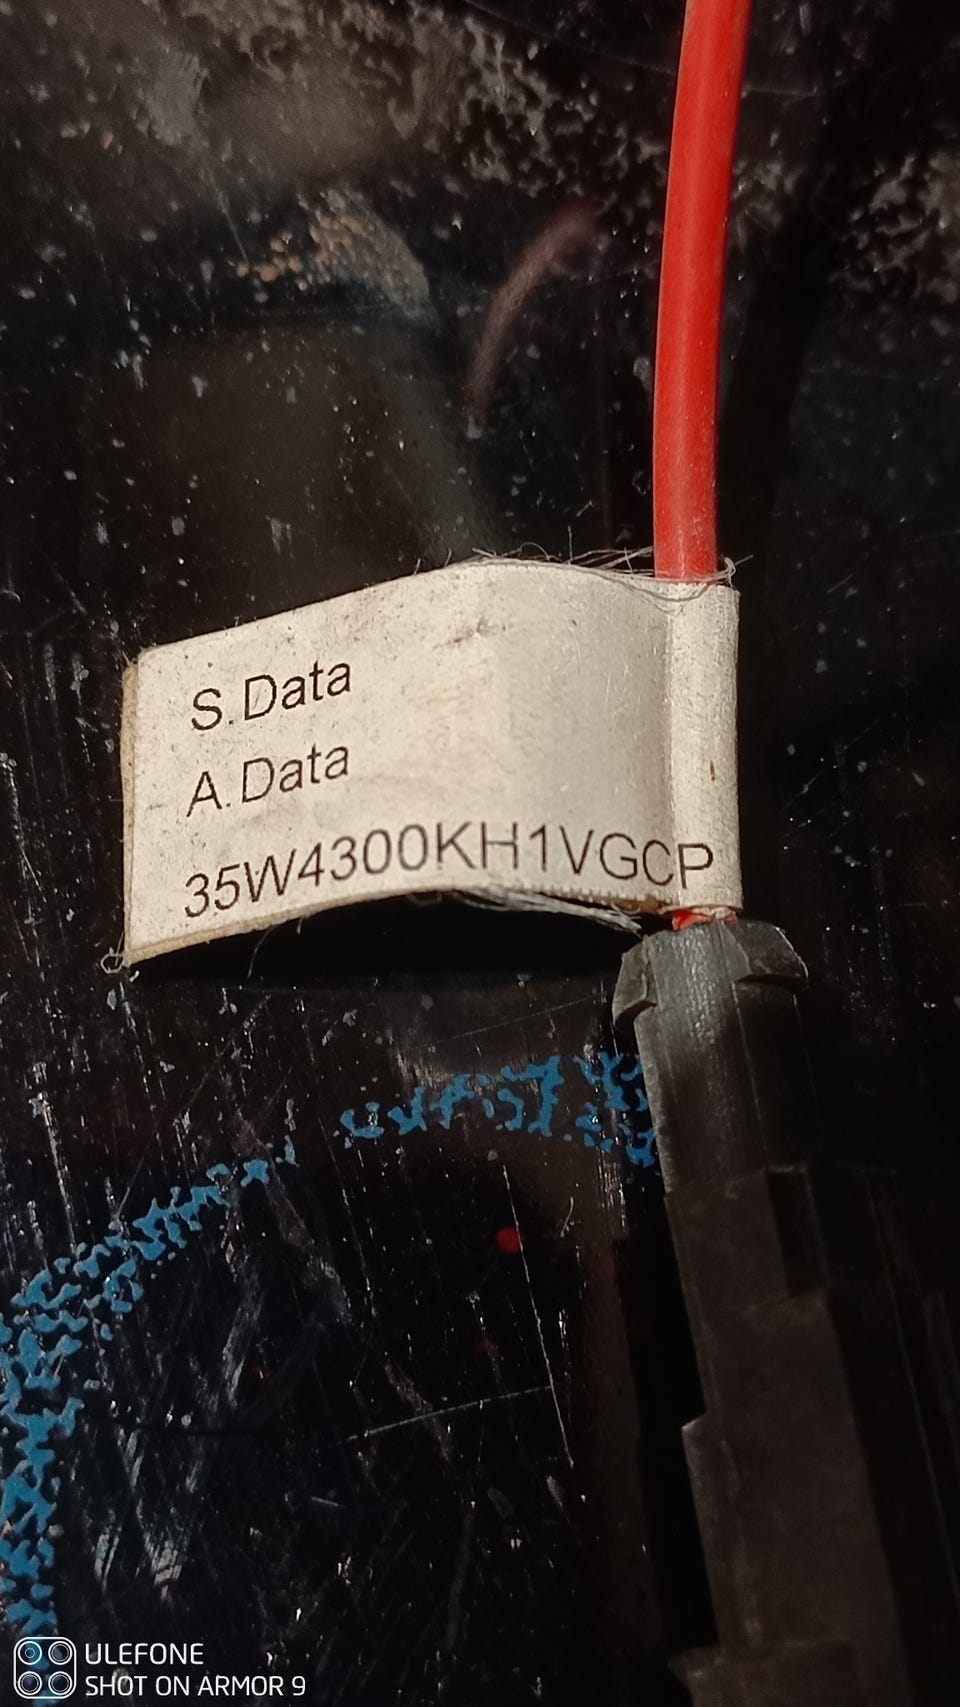 S.Data
A.Data
35W4300KH1VGCP
ULEFONE
SHOT ON ARMOR 9